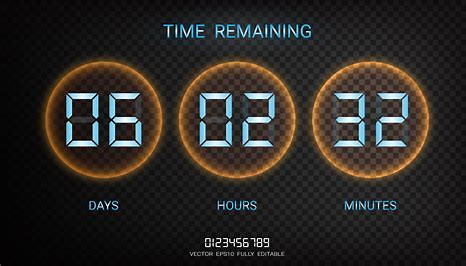 TIME REMAINING
06 02 32
DAYS HOURS MINUTES
0123456789
VECTOR EPS10 FULLY EDITABLE